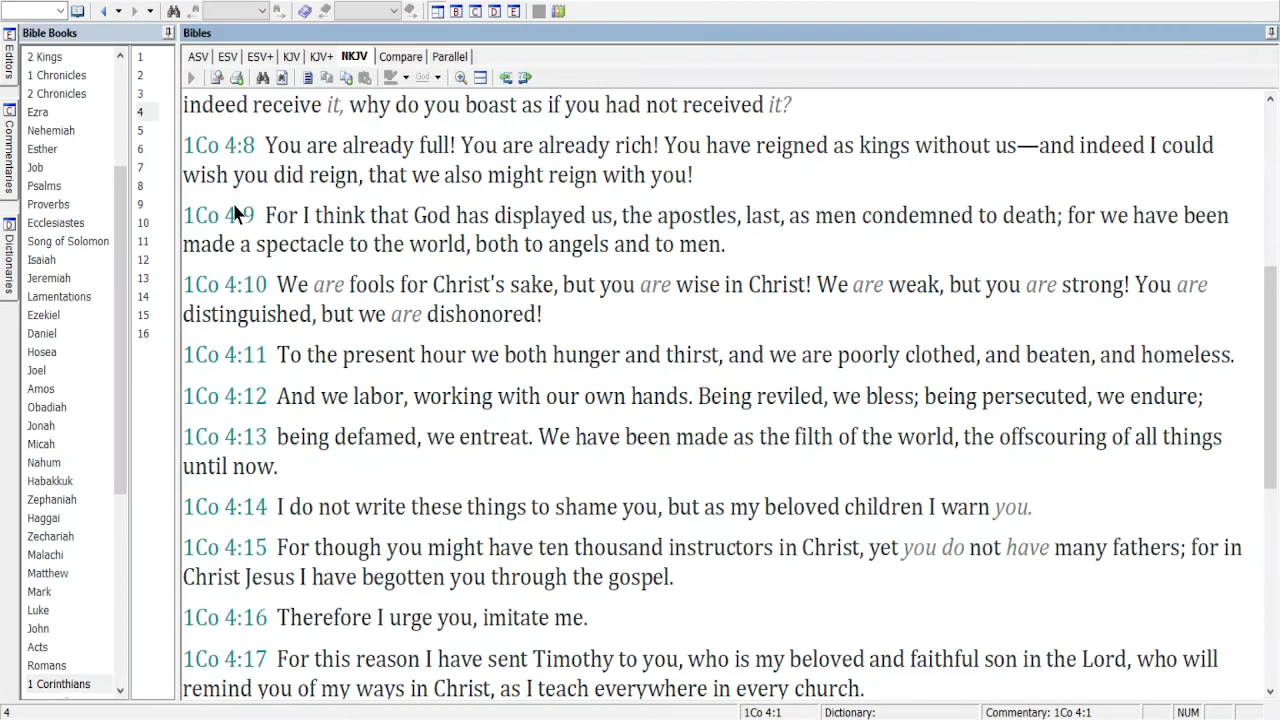 Bible Books
Bibles
E
Editors
C
Commentaries
D
Dictionaries
B C D E
2 Kings
1 Chronicles
2 Chronicles
Ezra
Nehemiah
Esther
Job
Psalms
Proverbs
Ecclesiastes
Song of Solomon
Isaiah
Jeremiah
Lamentations
Ezekiel
Daniel
Hosea
Joel
Amos
Obadiah
Jonah
Micah
Nahum
Habakkuk
Zephaniah
Haggai
Zechariah
Malachi
Matthew
Mark
Luke
John
Acts
Romans
1 Corinthians
1
2
3
4
5
6
7
8
9
10
11
12
13
14
15
16
ASV ESV ESV+ KJV KJV+ NKJV Compare Parallel
God
indeed receive it, why do you boast as if you had not received it?
1Co 4:8 You are already full! You are already rich! You have reigned as kings without us—and indeed I could
wish you did reign, that we also might reign with you!
1Co 4:9 For I think that God has displayed us, the apostles, last, as men condemned to death; for we have been
made a spectacle to the world, both to angels and to men.
1Co 4:10 We are fools for Christ's sake, but you are wise in Christ! We are weak, but you are strong! You are
distinguished, but we are dishonored!
1Co 4:11 To the present hour we both hunger and thirst, and we are poorly clothed, and beaten, and homeless.
1Co 4:12 And we labor, working with our own hands. Being reviled, we bless; being persecuted, we endure;
1Co 4:13 being defamed, we entreat. We have been made as the filth of the world, the offscouring of all things
until now.
1Co 4:14 I do not write these things to shame you, but as my beloved children I warn you.
1Co 4:15 For though you might have ten thousand instructors in Christ, yet you do not have many fathers; for in
Christ Jesus I have begotten you through the gospel.
1Co 4:16 Therefore I urge you, imitate me.
1Co 4:17 For this reason I have sent Timothy to you, who is my beloved and faithful son in the Lord, who will
remind you of my ways in Christ, as I teach everywhere in every church.
4
1Co 4:1
Dictionary:
Commentary: 1Co 4:1
NUM